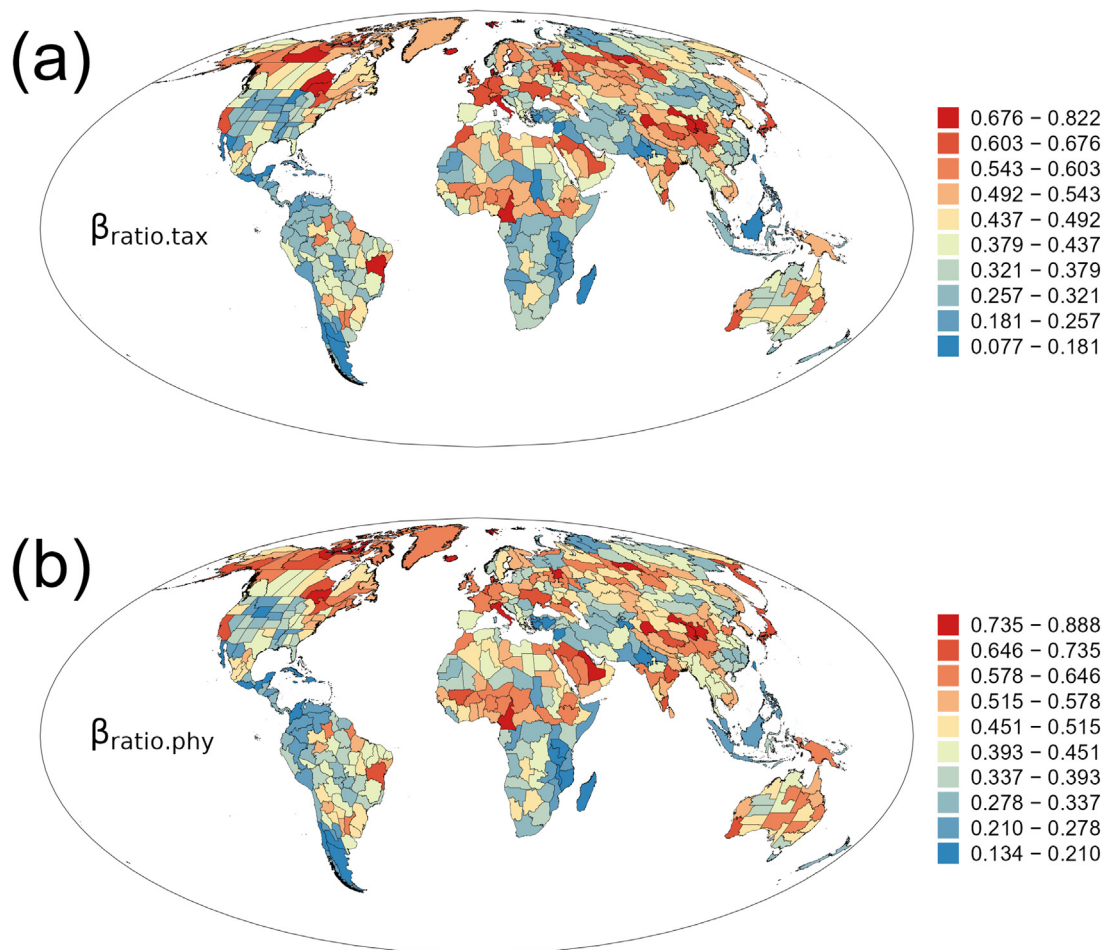 (a)
βratio.tax
0.676 – 0.822
0.603 – 0.676
0.543 – 0.603
0.492 – 0.543
0.437 – 0.492
0.379 – 0.437
0.321 – 0.379
0.257 – 0.321
0.181 – 0.257
0.077 – 0.181
(b)
βratio.phy
0.735 – 0.888
0.646 – 0.735
0.578 – 0.646
0.515 – 0.578
0.451 – 0.515
0.393 – 0.451
0.337 – 0.393
0.278 – 0.337
0.210 – 0.278
0.134 – 0.210